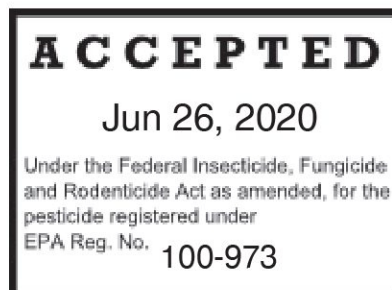 ACCEPTED
Jun 26, 2020
Under the Federal Insecticide, Fungicide
and Rodenticide Act as amended, for the
pesticide registered under
EPA Reg. No. 100-973